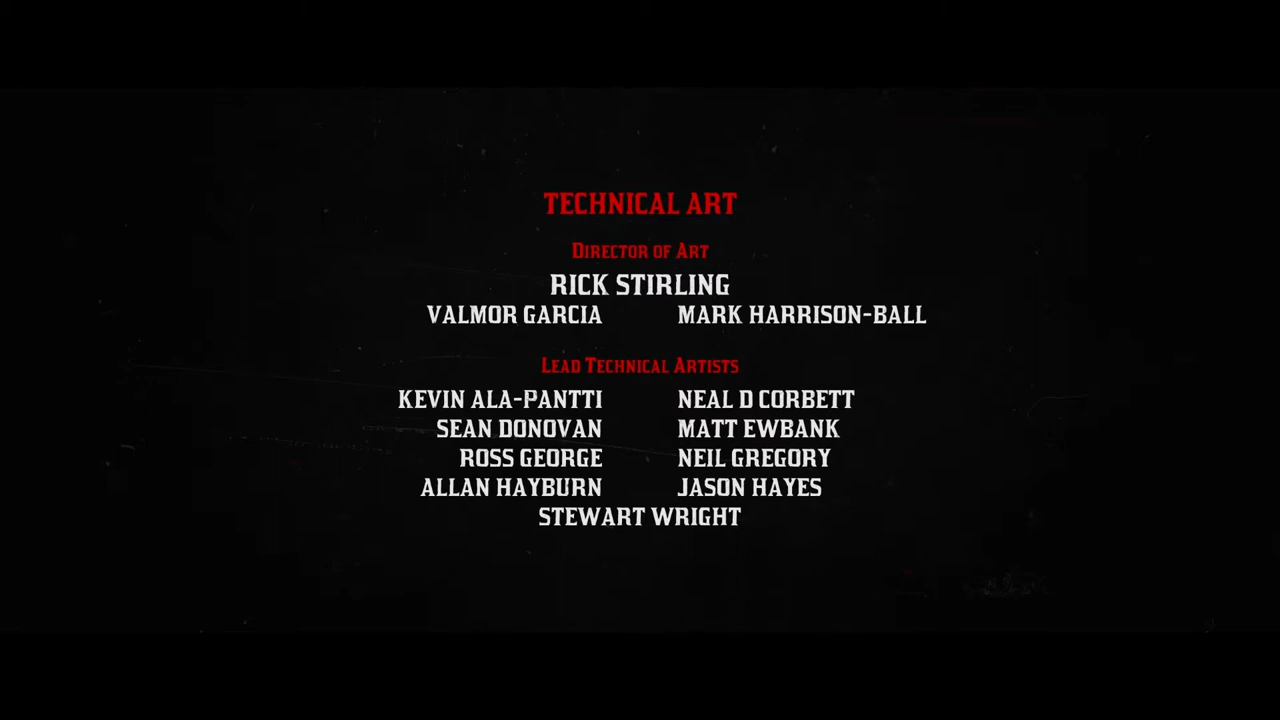 TECHNICAL ART
DIRECTOR OF ART
RICK STIRLING
VALMOR GARCIA MARK HARRISON-BALL
LEAD TECHNICAL ARTISTS
KEVIN ALA-PANTTI NEAL D CORBETT
SEAN DONOVAN MATT EWBANK
ROSS GEORGE NEIL GREGORY
ALLAN HAYBURN JASON HAYES
STEWART WRIGHT